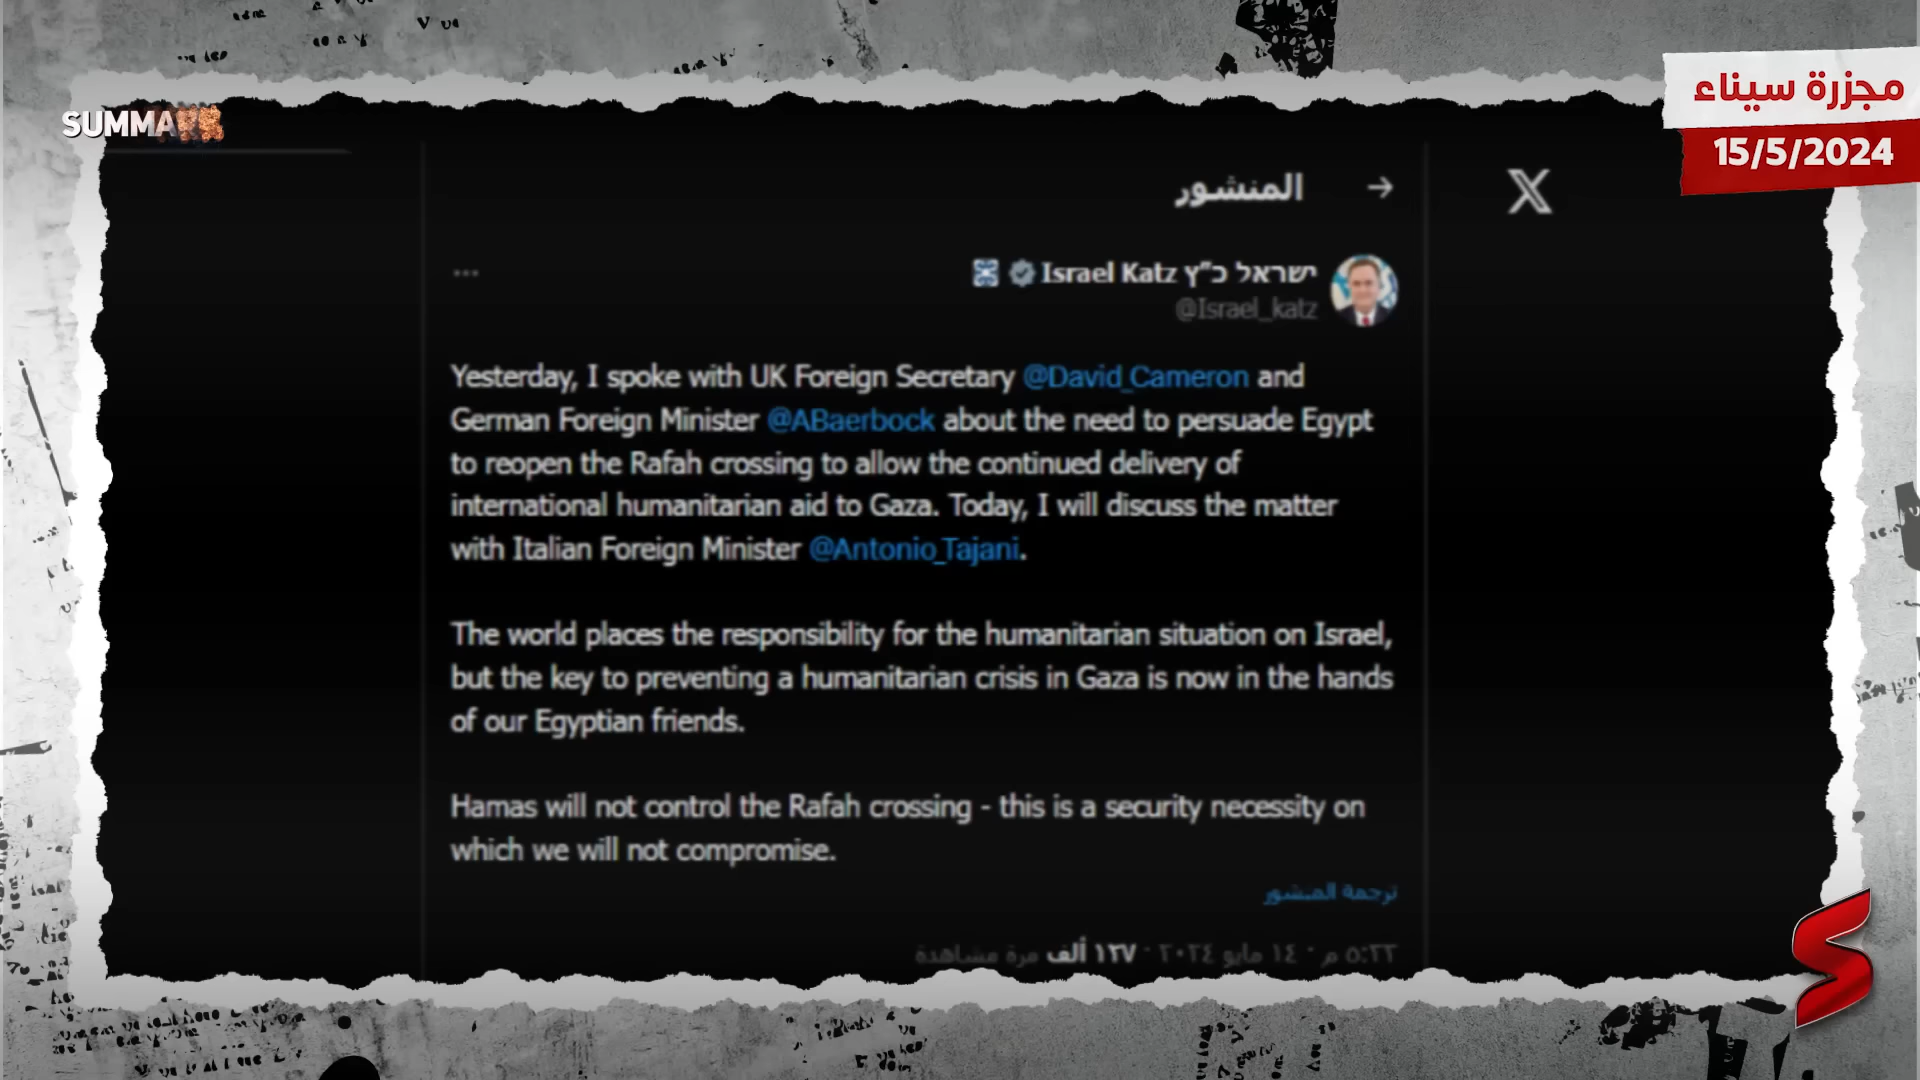 SUMMA
مجزرة سيناء
15/5/2024
المنشور
ישראל כ"ץ Israel Katz
@Israel_katz
Yesterday, I spoke with UK Foreign Secretary @David_Cameron and
German Foreign Minister @ABaerbock about the need to persuade Egypt
to reopen the Rafah crossing to allow the continued delivery of
international humanitarian aid to Gaza. Today, I will discuss the matter
with Italian Foreign Minister @Antonio_Tajani.
The world places the responsibility for the humanitarian situation on Israel,
but the key to preventing a humanitarian crisis in Gaza is now in the hands
of our Egyptian friends.
Hamas will not control the Rafah crossing - this is a security necessity on
which we will not compromise.
ترجمة المنشور
٥:٢٢ م · ١٤ مايو ٢٠٢٤ · ١٢٧ ألف مرة مشاهدة